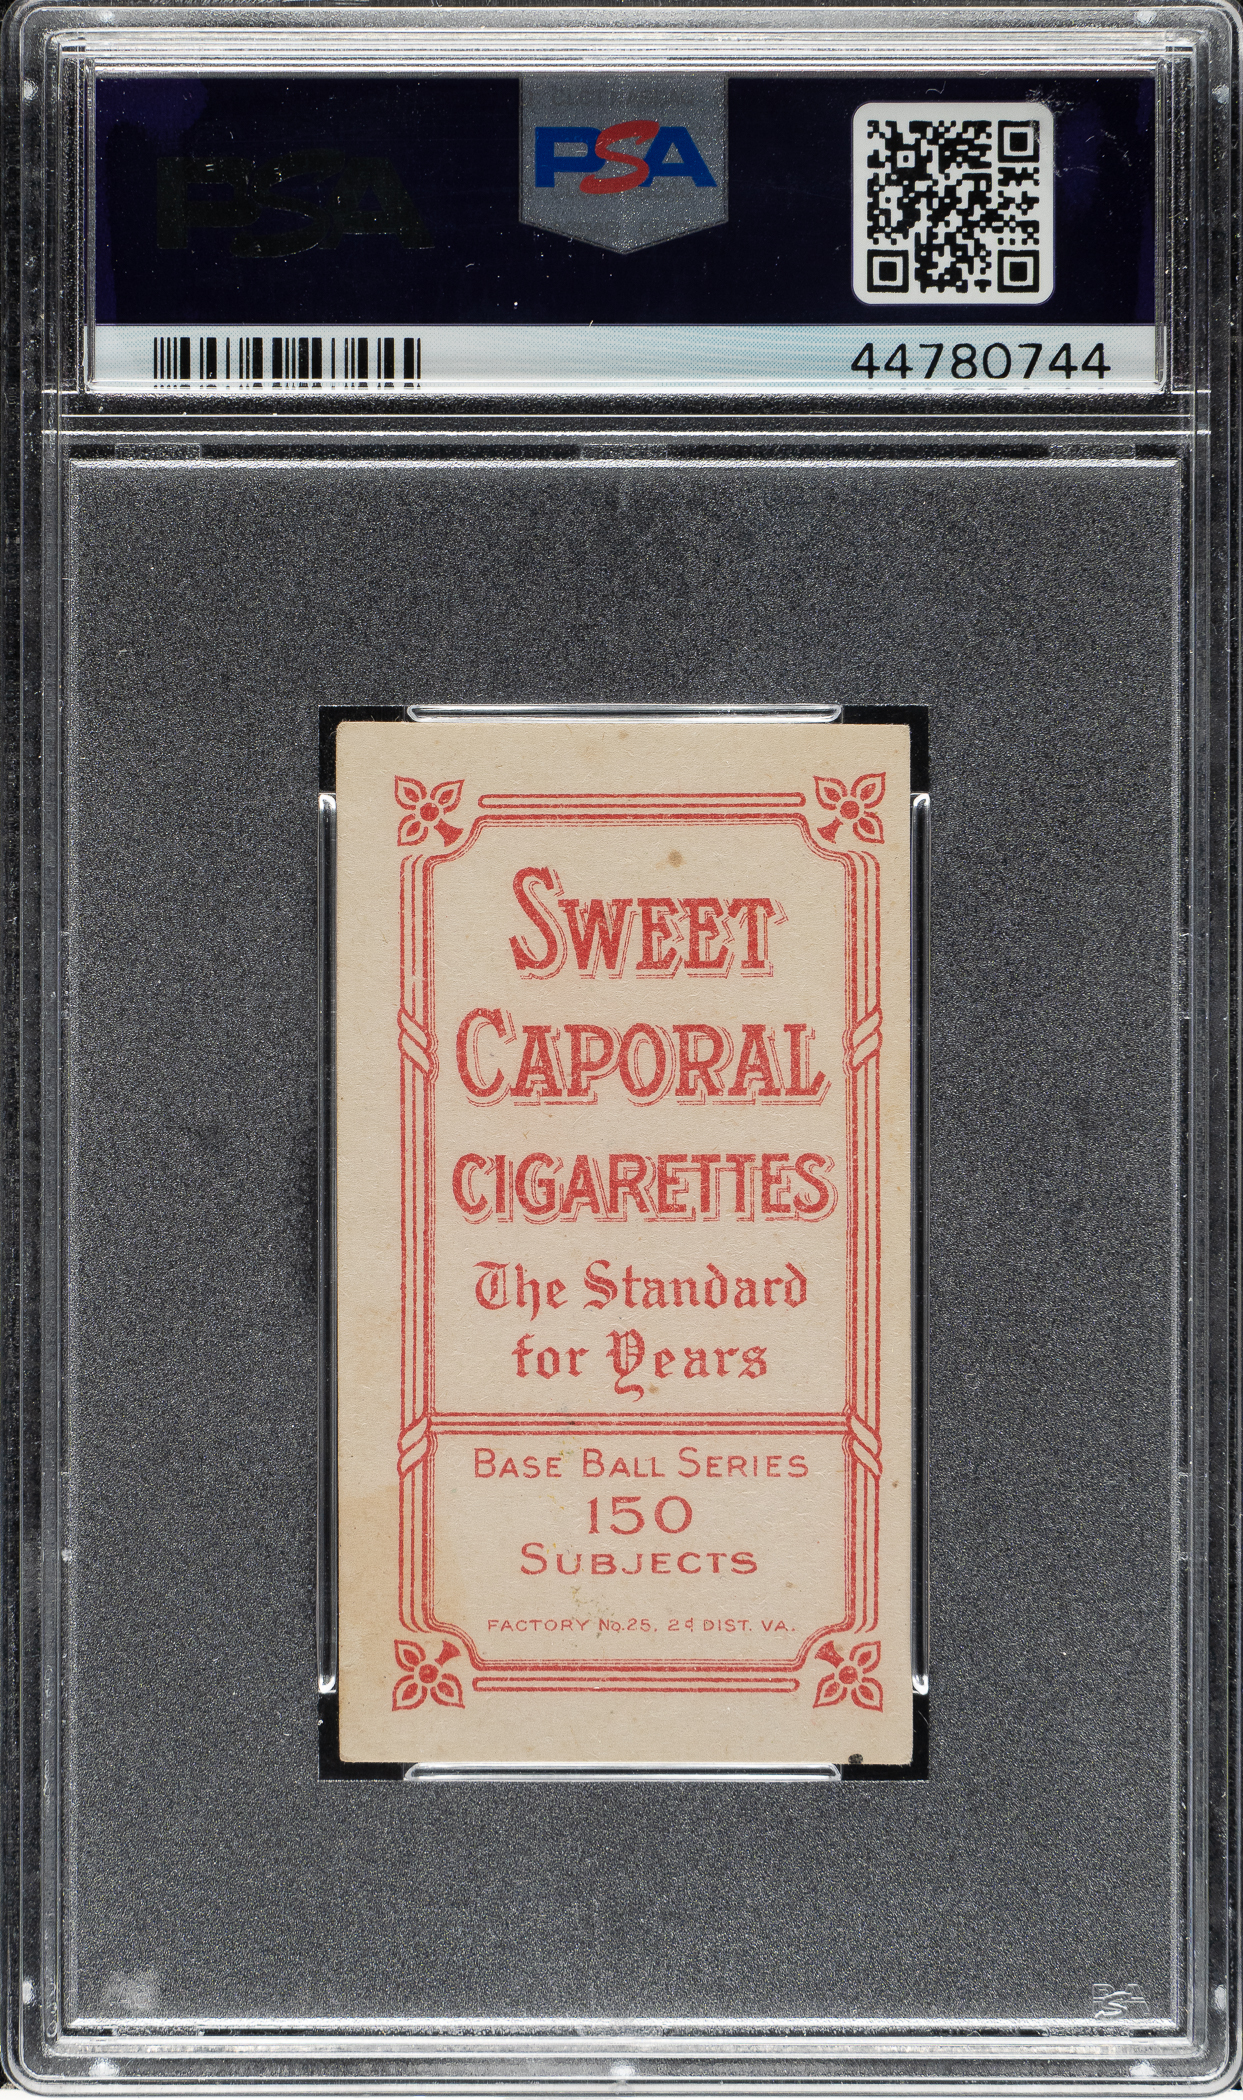 PSA
PSA
44780744
SWEET
CAPORAL
CIGARETTES
The Standard
for Years
BASE BALL SERIES
150
SUBJECTS
FACTORY No. 25, 2d DIST. VA.
PSA